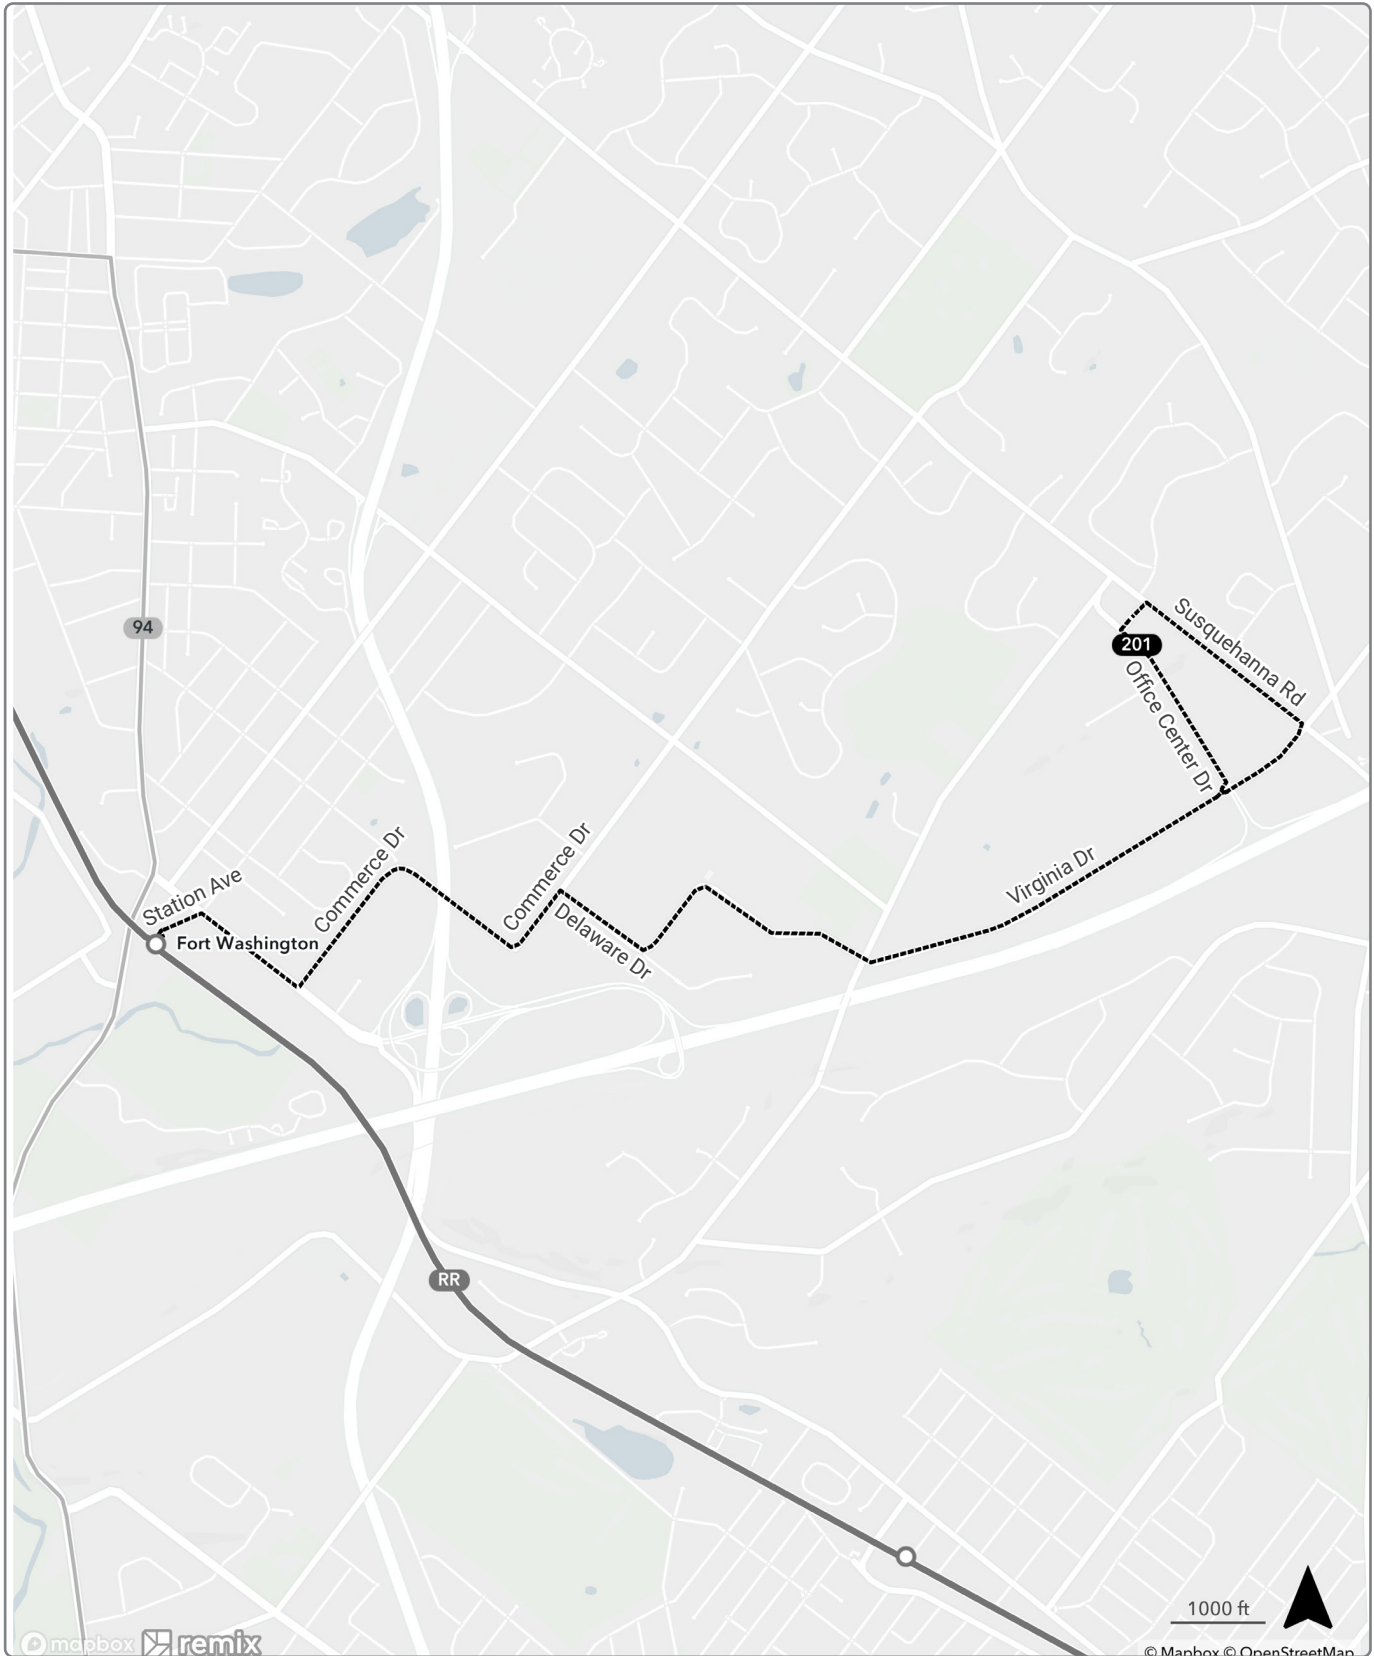 94
201
Susquehanna Rd
Office Center Dr
Virginia Dr
Commerce Dr
Commerce Dr
Delaware Dr
Station Ave
Fort Washington
RR
1000 ft
mapbox
remix
© Mapbox © OpenStreetMap